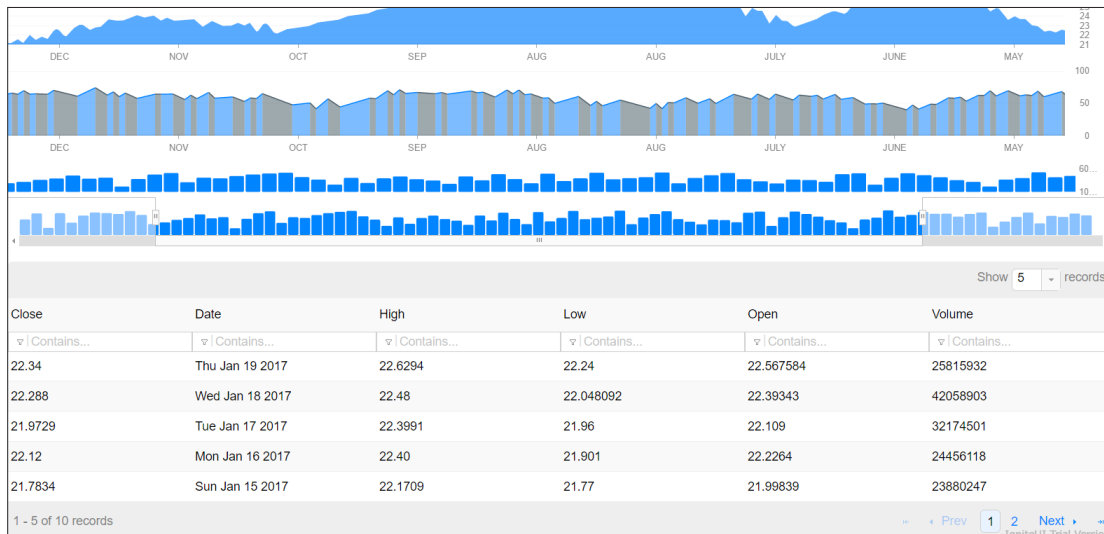 25
24
23
22
21
DEC NOV OCT SEP AUG AUG JULY JUNE MAY
100
50
0
DEC NOV OCT SEP AUG AUG JULY JUNE MAY
60...
10...
Show 5 records
Close Date High Low Open Volume
Contains... Contains... Contains... Contains... Contains... Contains...
22.34 Thu Jan 19 2017 22.6294 22.24 22.567584 25815932
22.288 Wed Jan 18 2017 22.48 22.048092 22.39343 42058903
21.9729 Tue Jan 17 2017 22.3991 21.96 22.109 32174501
22.12 Mon Jan 16 2017 22.40 21.901 22.2264 24456118
21.7834 Sun Jan 15 2017 22.1709 21.77 21.99839 23880247
1 - 5 of 10 records Prev 1 2 Next
IgniteUI Trial Version